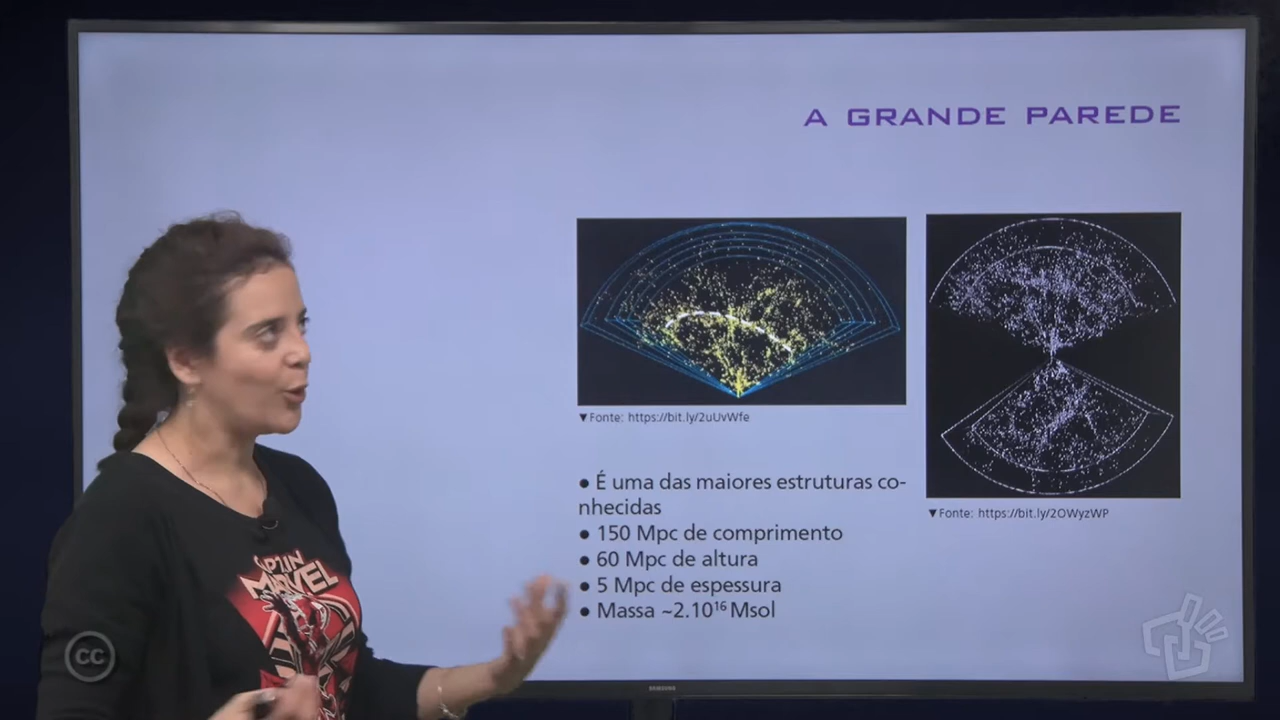 A GRANDE PAREDE
▼Fonte: https://bit.ly/2uUvWfe
● É uma das maiores estruturas co-
nhecidas
● 150 Mpc de comprimento
● 60 Mpc de altura
● 5 Mpc de espessura
● Massa ~2.10¹⁶ Msol
▼Fonte: https://bit.ly/2OWyzWP
MARVEL
cc
SAMSUNG